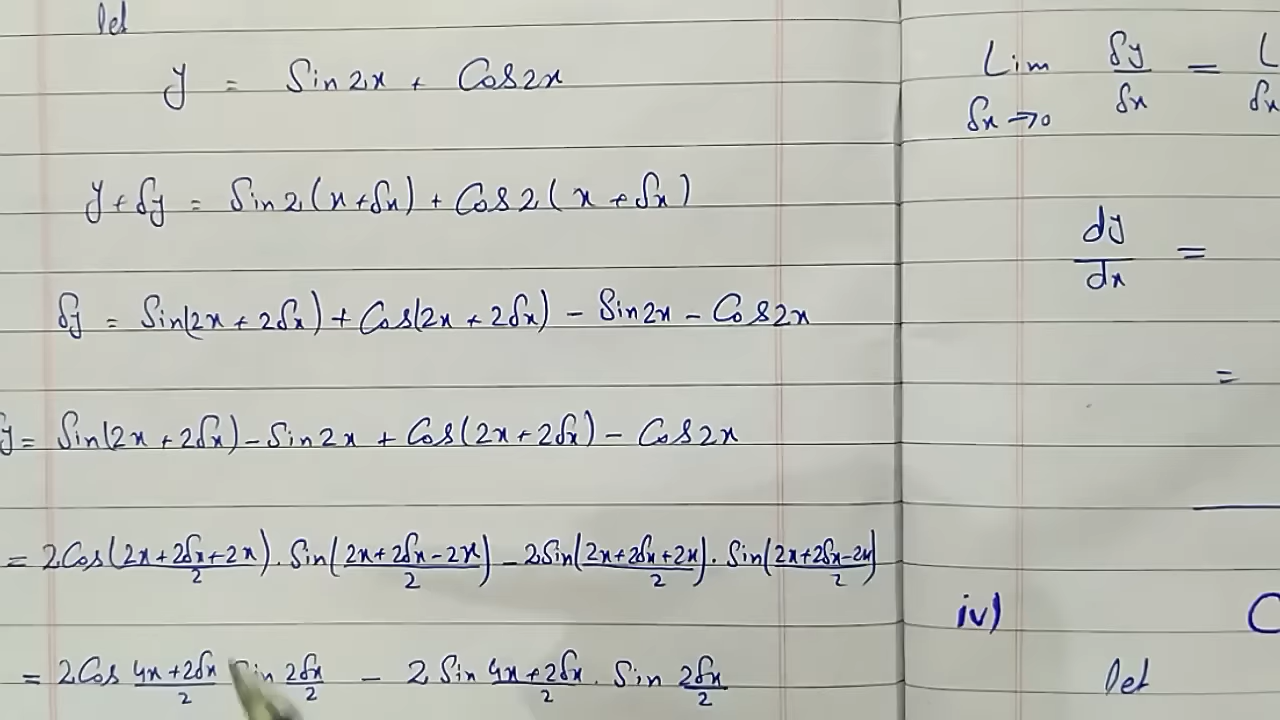 Let
y = Sin2x + Cos2x
y+δy = Sin2(x+δx) + Cos2(x+δx)
δy = Sin(2x + 2δx) + Cos(2x + 2δx) - Sin2x - Cos2x
y = Sin(2x + 2δx) - Sin2x + Cos(2x + 2δx) - Cos2x
= 2Cos(2x+2δx+2x)/2 . Sin(2x+2δx-2x)/2 - 2Sin(2x+2δx+2x)/2 . Sin(2x+2δx-2x)/2
= 2Cos (4x+2δx)/2 Sin 2δx/2 - 2 Sin (4x+2δx)/2 . Sin 2δx/2
Lim δx→0 δy/δx = L δx
dy/dx =
=
iv) C
Let